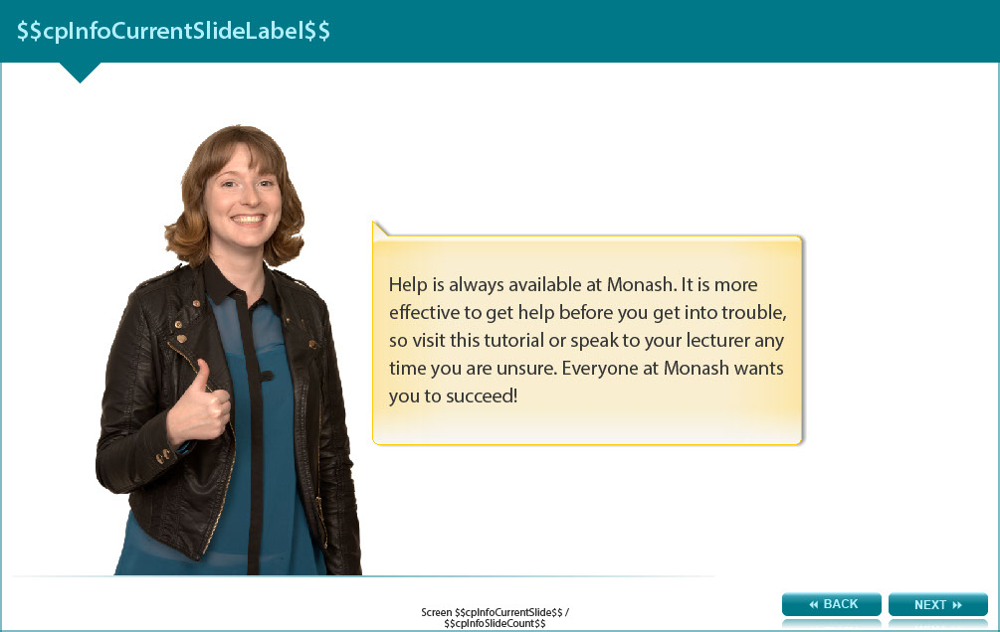 $$cpInfoCurrentSlideLabel$$
Help is always available at Monash. It is more
effective to get help before you get into trouble,
so visit this tutorial or speak to your lecturer any
time you are unsure. Everyone at Monash wants
you to succeed!
Screen $$cpInfoCurrentSlide$$ /
$$cpInfoSlideCount$$
BACK
NEXT